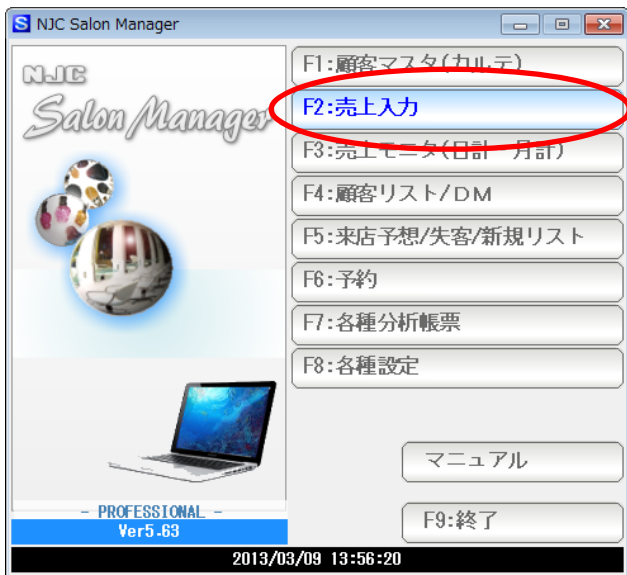 NJC Salon Manager
NJC
Salon Manager
F1:顧客マスタ(カルテ)
F2:売上入力
F3:売上モニタ(日計 月計)
F4:顧客リスト/DM
F5:来店予想/失客/新規リスト
F6:予約
F7:各種分析帳票
F8:各種設定
マニュアル
F9:終了
- PROFESSIONAL -
Ver5.63
2013/03/09 13:56:20